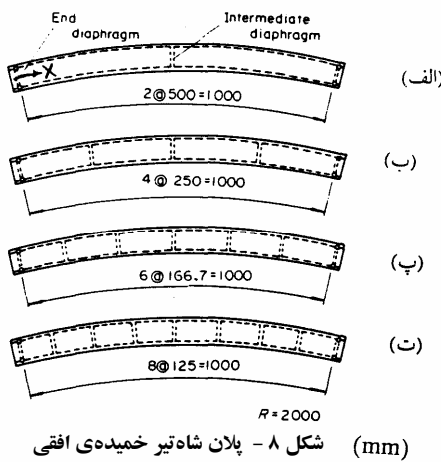 End diaphragm
Intermediate diaphragm
X
2@500=1000
(الف)
4@250=1000
(ب)
6@166.7=1000
(پ)
8@125=1000
(ت)
R=2000
(mm) شکل ۸ - پلان شاه‌تیر خمیده‌ی افقی